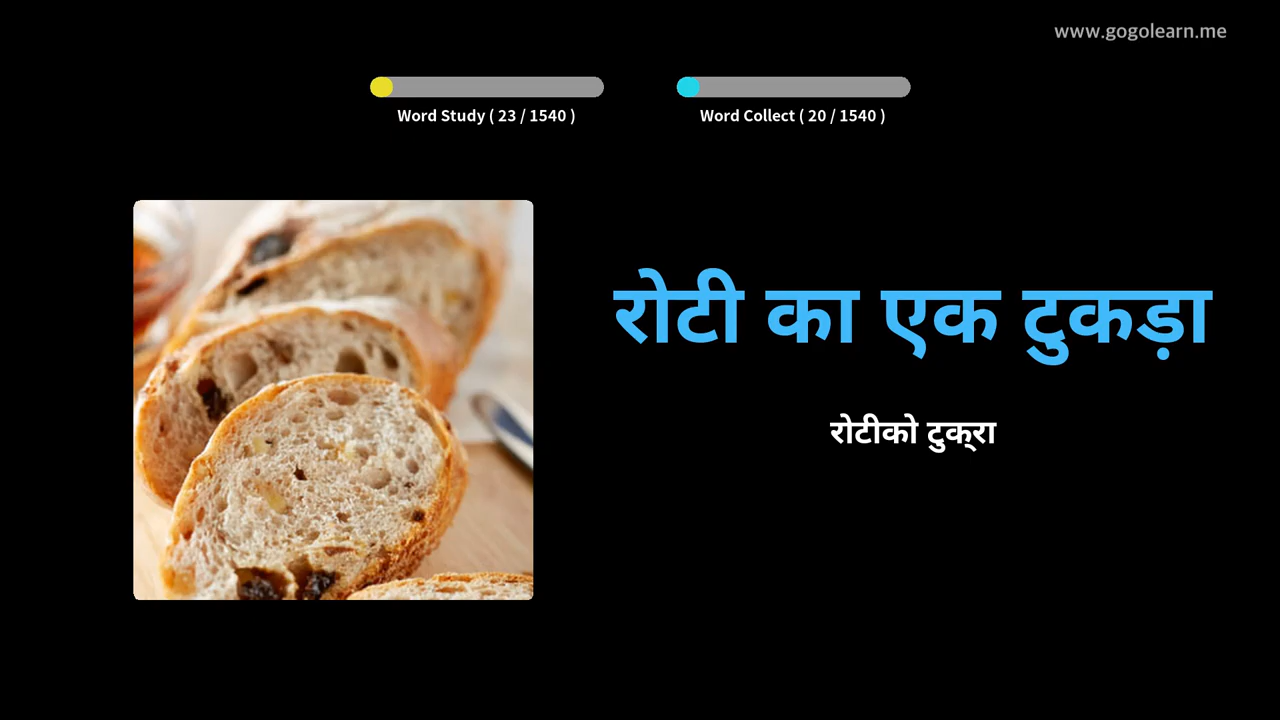 www.gogolearn.me
Word Study ( 23 / 1540 )
Word Collect ( 20 / 1540 )
रोटी का एक टुकड़ा
रोटीको टुक्रा